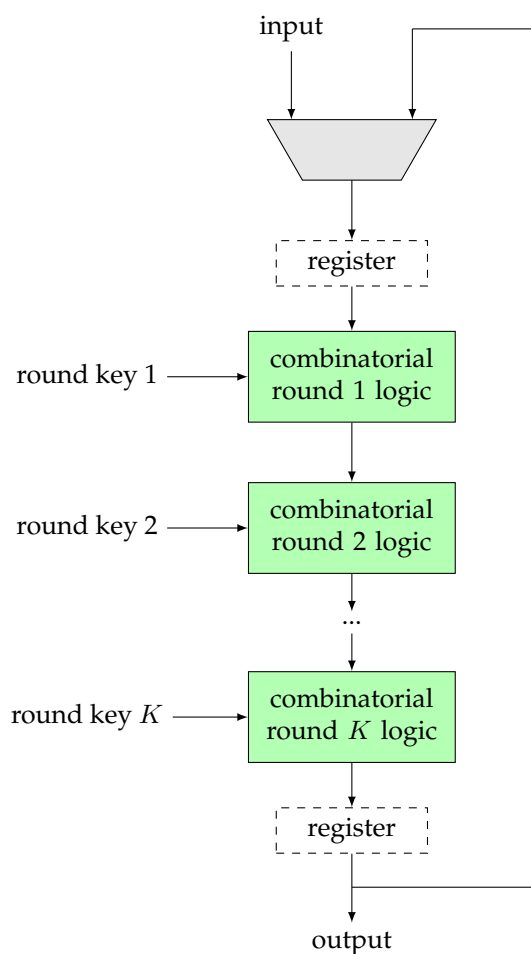 input
register
round key 1
combinatorial
round 1 logic
round key 2
combinatorial
round 2 logic
...
round key K
combinatorial
round K logic
register
output